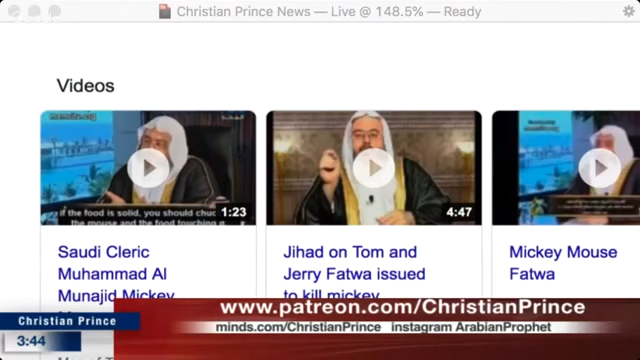 Christian Prince News — Live @ 148.5% — Ready
Videos
if the food is solid, you should chuc
the mouse and the food touching it
1:23
4:47
Saudi Cleric
Muhammad Al
Munajid Mickey
Jihad on Tom and
Jerry Fatwa issued
to kill mickey
Mickey Mouse
Fatwa
www.patreon.com/ChristianPrince
Christian Prince
minds.com/ChristianPrince instagram ArabianProphet
3:44